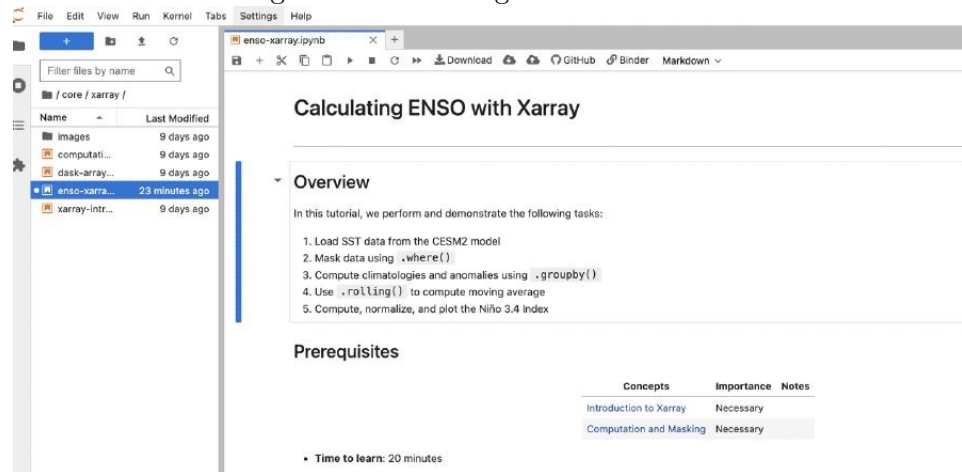 File Edit View Run Kernel Tabs Settings Help
enso-xarray.ipynb
Download GitHub Binder Markdown
Filter files by name
/ core / xarray /
Name Last Modified
images 9 days ago
computati... 9 days ago
dask-array... 9 days ago
enso-xarra... 23 minutes ago
xarray-intr... 9 days ago
Calculating ENSO with Xarray
Overview
In this tutorial, we perform and demonstrate the following tasks:
1. Load SST data from the CESM2 model
2. Mask data using .where()
3. Compute climatologies and anomalies using .groupby()
4. Use .rolling() to compute moving average
5. Compute, normalize, and plot the Niño 3.4 Index
Prerequisites
Concepts Importance Notes
Introduction to Xarray Necessary
Computation and Masking Necessary
• Time to learn: 20 minutes